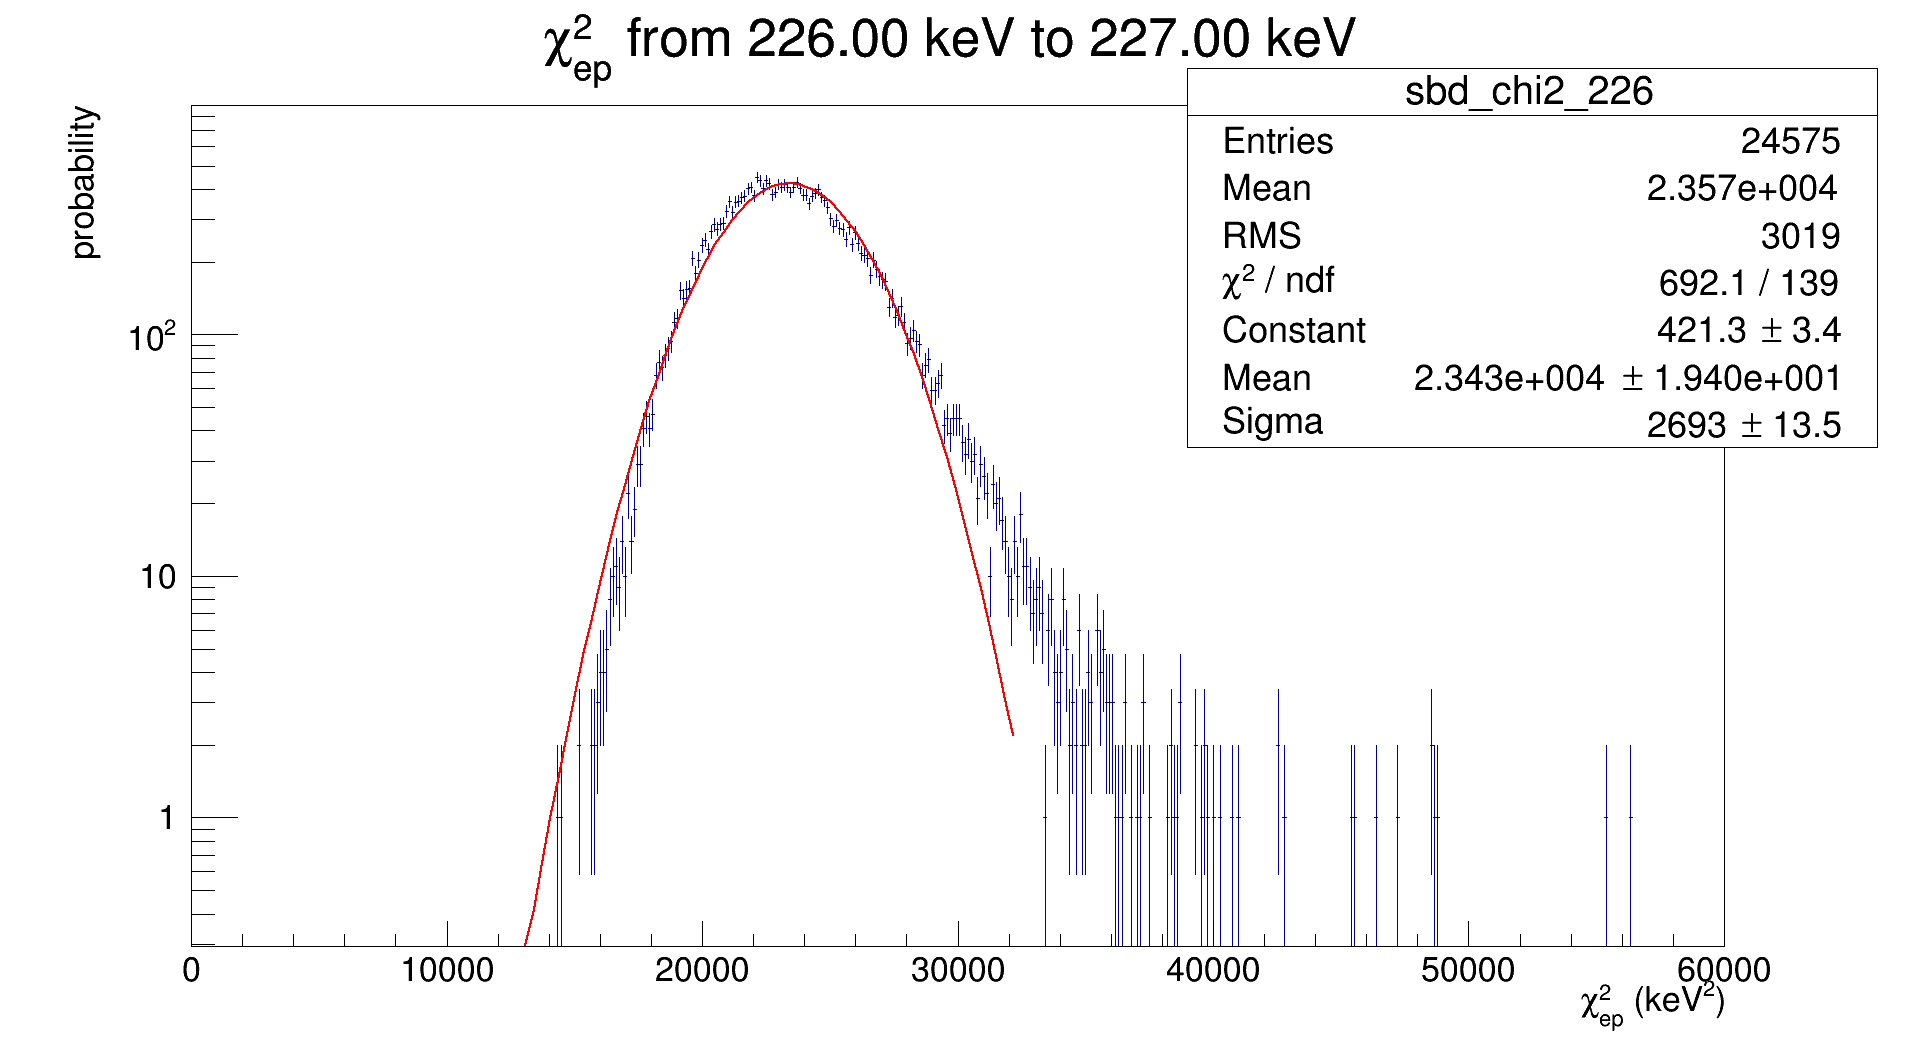 χ²ep from 226.00 keV to 227.00 keV
probability
sbd_chi2_226
Entries 24575
Mean 2.357e+004
RMS 3019
χ² / ndf 692.1 / 139
Constant 421.3 ± 3.4
Mean 2.343e+004 ± 1.940e+001
Sigma 2693 ± 13.5
10²
10
1
0 10000 20000 30000 40000 50000 60000
χ²ep (keV²)